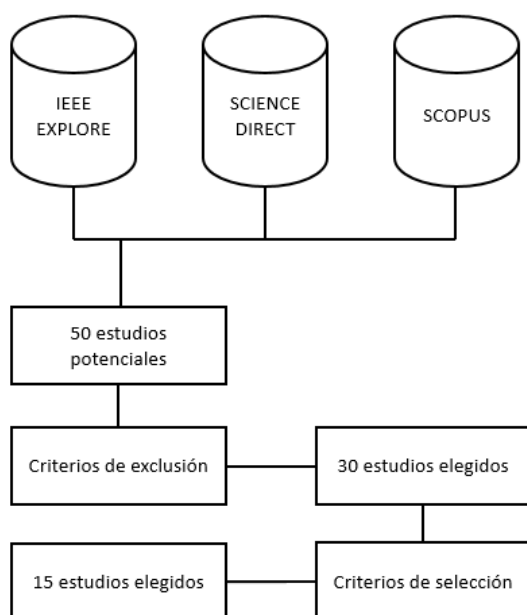 IEEE
EXPLORE
SCIENCE
DIRECT
SCOPUS
50 estudios
potenciales
Criterios de exclusión
30 estudios elegidos
15 estudios elegidos
Criterios de selección